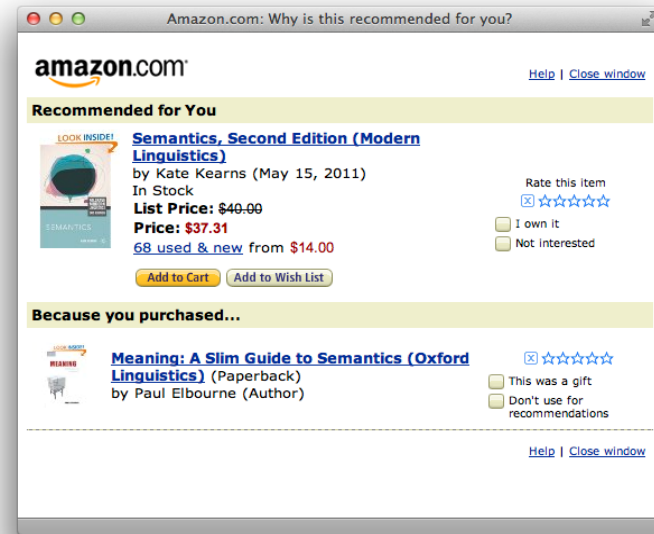 Amazon.com: Why is this recommended for you?
amazon.com
Help | Close window
Recommended for You
LOOK INSIDE!
SEMANTICS
Semantics, Second Edition (Modern
Linguistics)
by Kate Kearns (May 15, 2011)
In Stock
List Price: $40.00
Price: $37.31
68 used & new from $14.00
Add to Cart Add to Wish List
Rate this item
I own it
Not interested
Because you purchased...
LOOK INSIDE!
MEANING
Meaning: A Slim Guide to Semantics (Oxford
Linguistics) (Paperback)
by Paul Elbourne (Author)
This was a gift
Don't use for
recommendations
Help | Close window